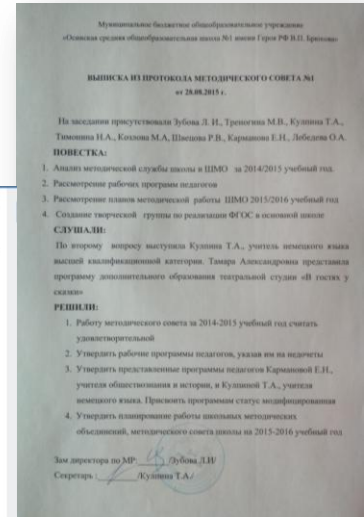 Муниципальное бюджетное общеобразовательное учреждение
«Осинская средняя общеобразовательная школа №1 имени Героя РФ В.П. Брюхова»
ВЫПИСКА ИЗ ПРОТОКОЛА МЕТОДИЧЕСКОГО СОВЕТА №1
от 28.08.2015 г.
На заседании присутствовали Зубова Л. И., Треногина М.В., Кулпина Т.А.,
Тимонина Н.А., Козлова М.А, Швецова Р.В., Карманова Е.Н., Лебедева О.А.
ПОВЕСТКА:
1. Анализ методической службы школы и ШМО за 2014/2015 учебный год.
2. Рассмотрение рабочих программ педагогов
3. Рассмотрение планов методической работы ШМО 2015/2016 учебный год
4. Создание творческой группы по реализации ФГОС в основной школе
СЛУШАЛИ:
По второму вопросу выступила Кулпина Т.А., учитель немецкого языка
высшей квалификационной категории. Тамара Александровна представила
программу дополнительного образования театральной студии «В гостях у
сказки»
РЕШИЛИ:
1. Работу методического совета за 2014-2015 учебный год считать
удовлетворительной
2. Утвердить рабочие программы педагогов, указав им на недочеты
3. Утвердить представленные программы педагогов Кармановой Е.Н.,
учителя обществознания и истории, и Кулпиной Т.А., учителя
немецкого языка. Присвоить программам статус модифицированная
4. Утвердить планирование работы школьных методических
объединений, методического совета школы на 2015-2016 учебный год
Зам директора по МР: /Зубова Л.И/
Секретарь : /Кулпина Т.А./